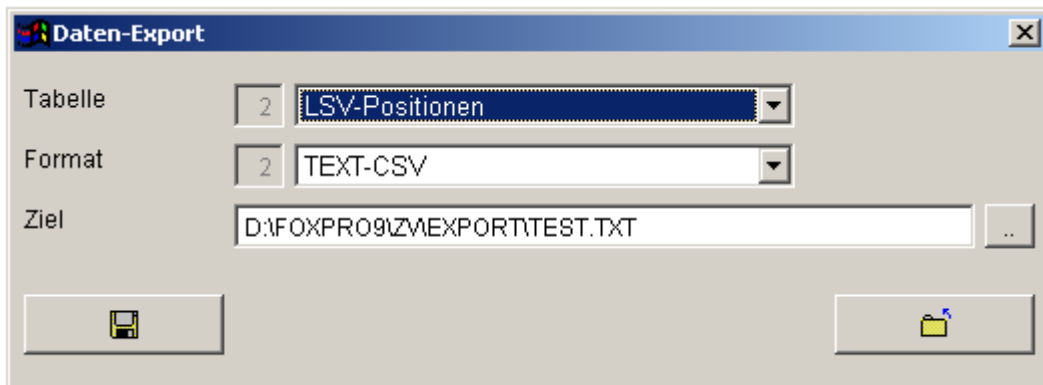 Daten-Export
Tabelle 2 LSV-Positionen
Format 2 TEXT-CSV
Ziel D:\FOXPRO9\ZV\EXPORT\TEST.TXT ..